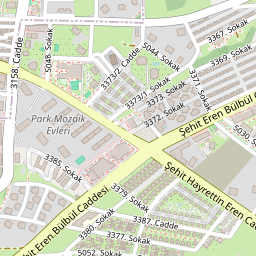 3158. Cadde
5048. Sokak
3373/2. Cadde
5044. Sokak
3367. Sokak
3369. Sokak
3371. Sokak
3373/1. Sokak
3373. Sokak
3372. Sokak
Park Mozaik
Evleri
Şehit Eren Bülbül C
5030.
3385. Sokak
Şehit Hayrettin Eren Cad
3379. Sokak
3387. Cadde
3377. Sokak
3380. Sokak
5052. Sokak
hit Eren Bülbül Caddesi